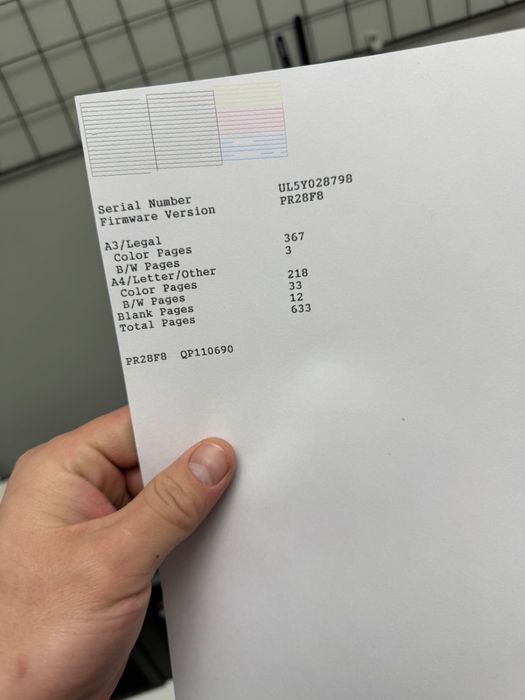 Serial Number UL5Y028798
Firmware Version PR28F8
A3/Legal
Color Pages 367
B/W Pages 3
A4/Letter/Other
Color Pages 218
B/W Pages 33
Blank Pages 12
Total Pages 633
PR28F8 QP110690